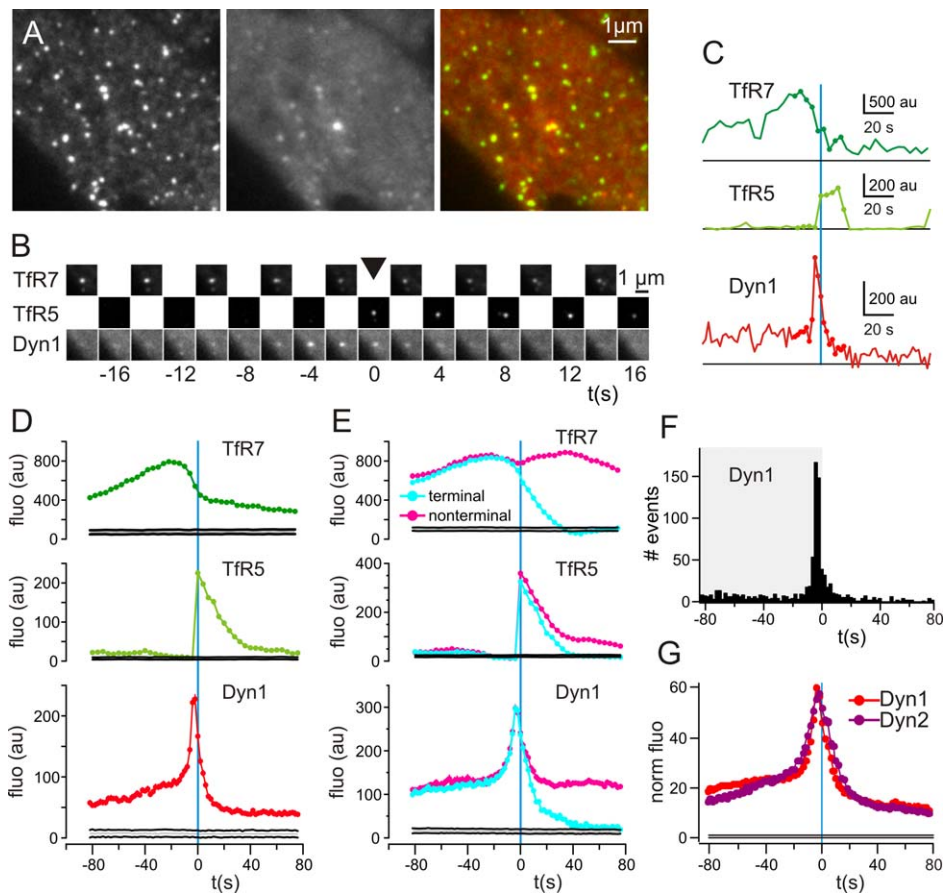 A
1µm
B
TfR7
1 µm
TfR5
Dyn1
-16 -12 -8 -4 0 4 8 12 16
t(s)
C
TfR7
500 au
20 s
TfR5
200 au
20 s
Dyn1
200 au
20 s
D
TfR7
fluo (au)
800
400
0
TfR5
fluo (au)
200
100
0
Dyn1
fluo (au)
200
100
0
-80 -40 0 40 80
t(s)
E
TfR7
fluo (au)
800
400
0
terminal
nonterminal
TfR5
fluo (au)
400
200
0
Dyn1
fluo (au)
300
200
100
0
-80 -40 0 40 80
t(s)
F
Dyn1
# events
150
100
50
0
-80 -40 0 40 80
t(s)
G
norm fluo
60
40
20
0
Dyn1
Dyn2
-80 -40 0 40 80
t(s)